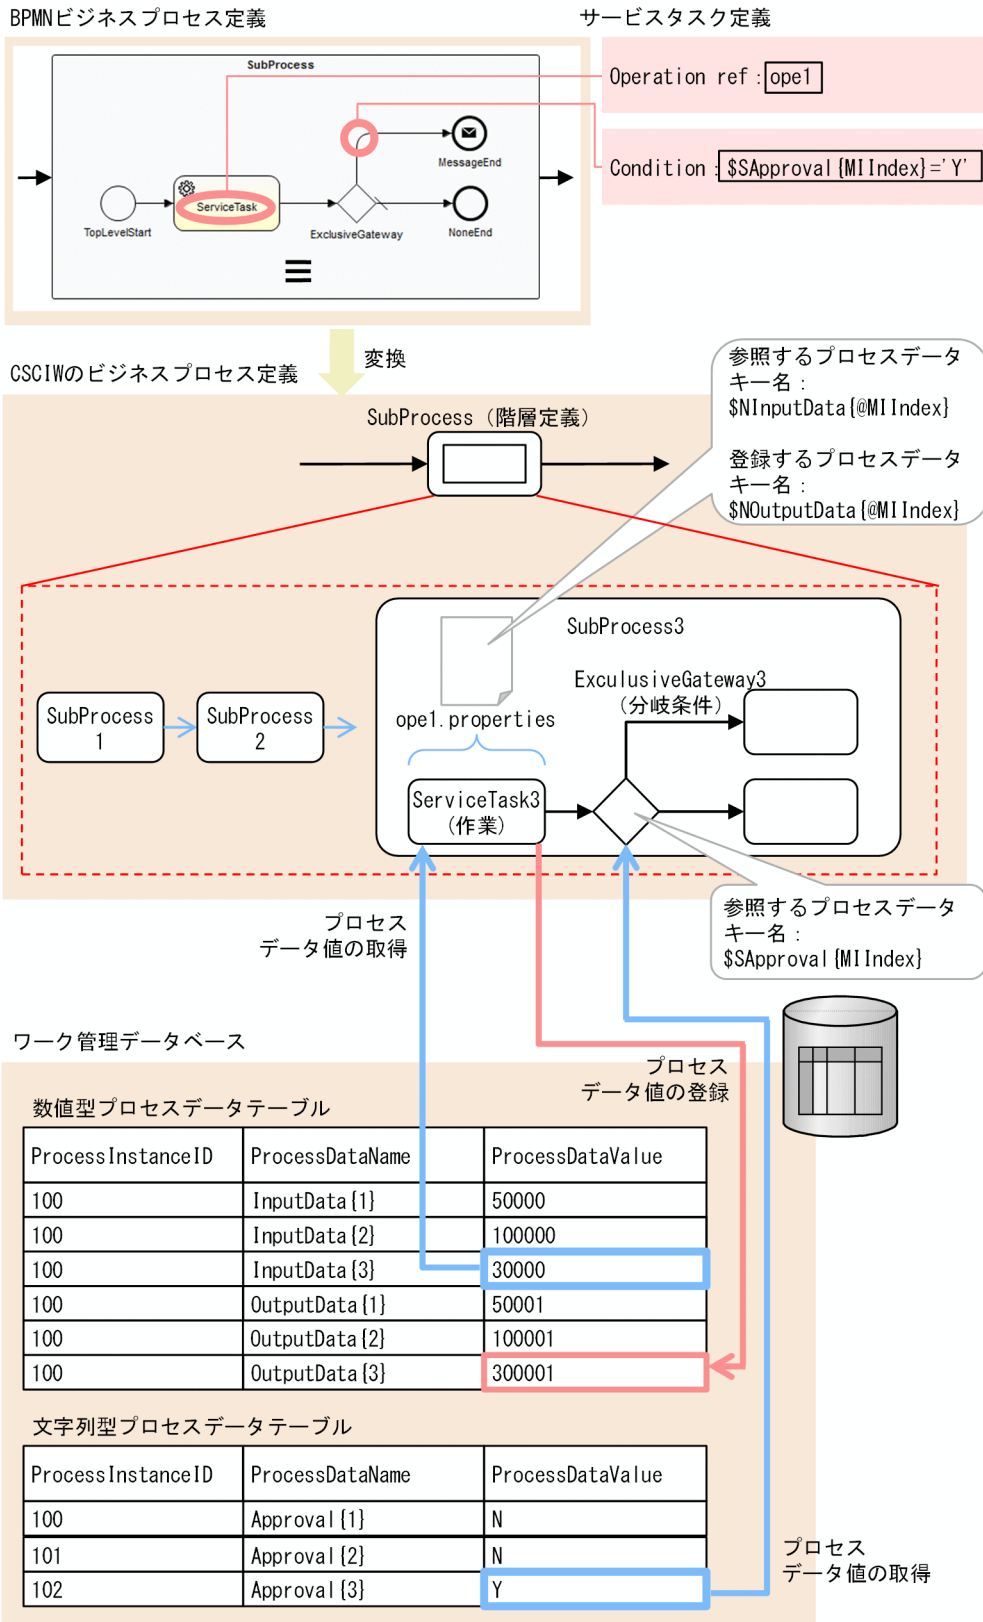 BPMNビジネスプロセス定義
サービスタスク定義
SubProcess
Operation ref：ope1
MessageEnd
Condition：$SApproval{MIIndex}='Y'
ServiceTask
TopLevelStart
ExclusiveGateway
NoneEnd
変換
CSCIWのビジネスプロセス定義
参照するプロセスデータ
キー名：
$NInputData{@MIIndex}
登録するプロセスデータ
キー名：
$NOutputData{@MIIndex}
SubProcess（階層定義）
SubProcess3
ExculusiveGateway3
（分岐条件）
SubProcess
1
SubProcess
2
ope1.properties
ServiceTask3
（作業）
参照するプロセスデータ
キー名：
$SApproval{MIIndex}
プロセス
データ値の取得
ワーク管理データベース
プロセス
データ値の登録
数値型プロセスデータテーブル
ProcessInstanceID ProcessDataName ProcessDataValue
100 InputData{1} 50000
100 InputData{2} 100000
100 InputData{3} 30000
100 OutputData{1} 50001
100 OutputData{2} 100001
100 OutputData{3} 300001
文字列型プロセスデータテーブル
ProcessInstanceID ProcessDataName ProcessDataValue
100 Approval{1} N
101 Approval{2} N
102 Approval{3} Y
プロセス
データ値の取得